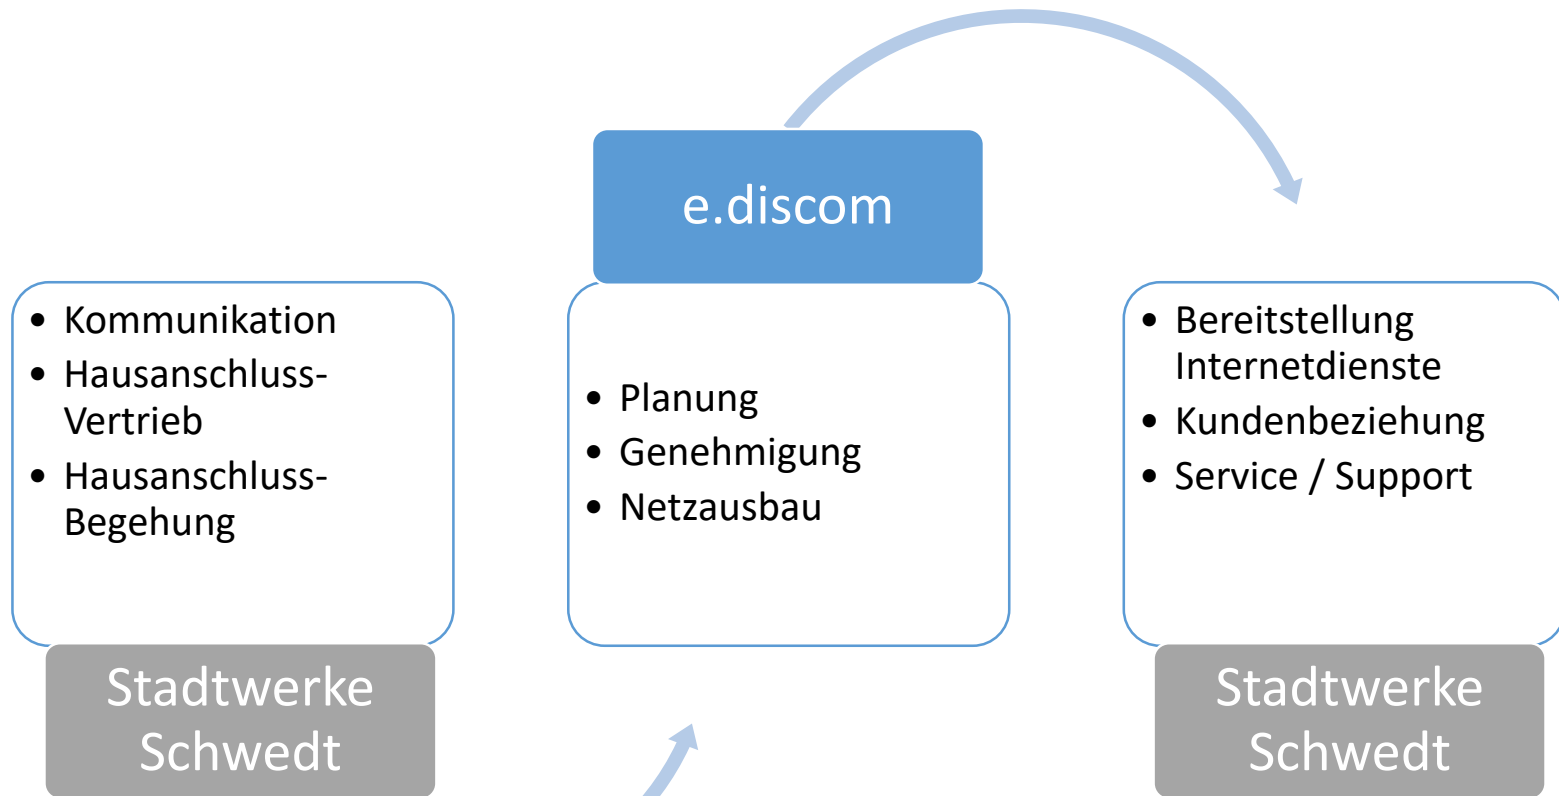 • Kommunikation
• Hausanschluss-
Vertrieb
• Hausanschluss-
Begehung
Stadtwerke
Schwedt
e.discom
• Planung
• Genehmigung
• Netzausbau
• Bereitstellung
Internetdienste
• Kundenbeziehung
• Service / Support
Stadtwerke
Schwedt